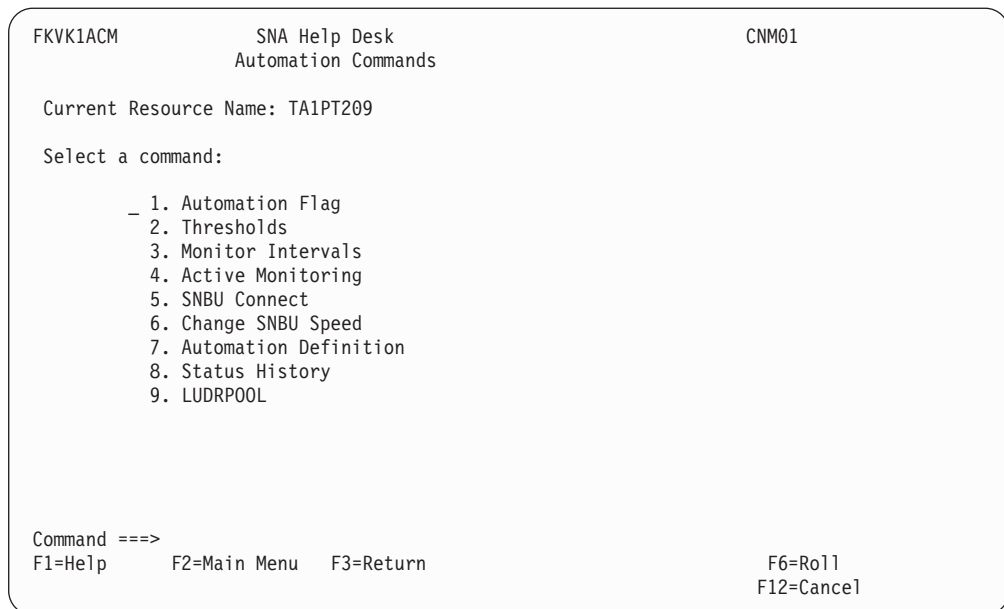 FKVK1ACM SNA Help Desk CNM01
Automation Commands
Current Resource Name: TA1PT209
Select a command:
_ 1. Automation Flag
2. Thresholds
3. Monitor Intervals
4. Active Monitoring
5. SNBU Connect
6. Change SNBU Speed
7. Automation Definition
8. Status History
9. LUDRPOOL
Command ===>
F1=Help F2=Main Menu F3=Return F6=Roll
F12=Cancel